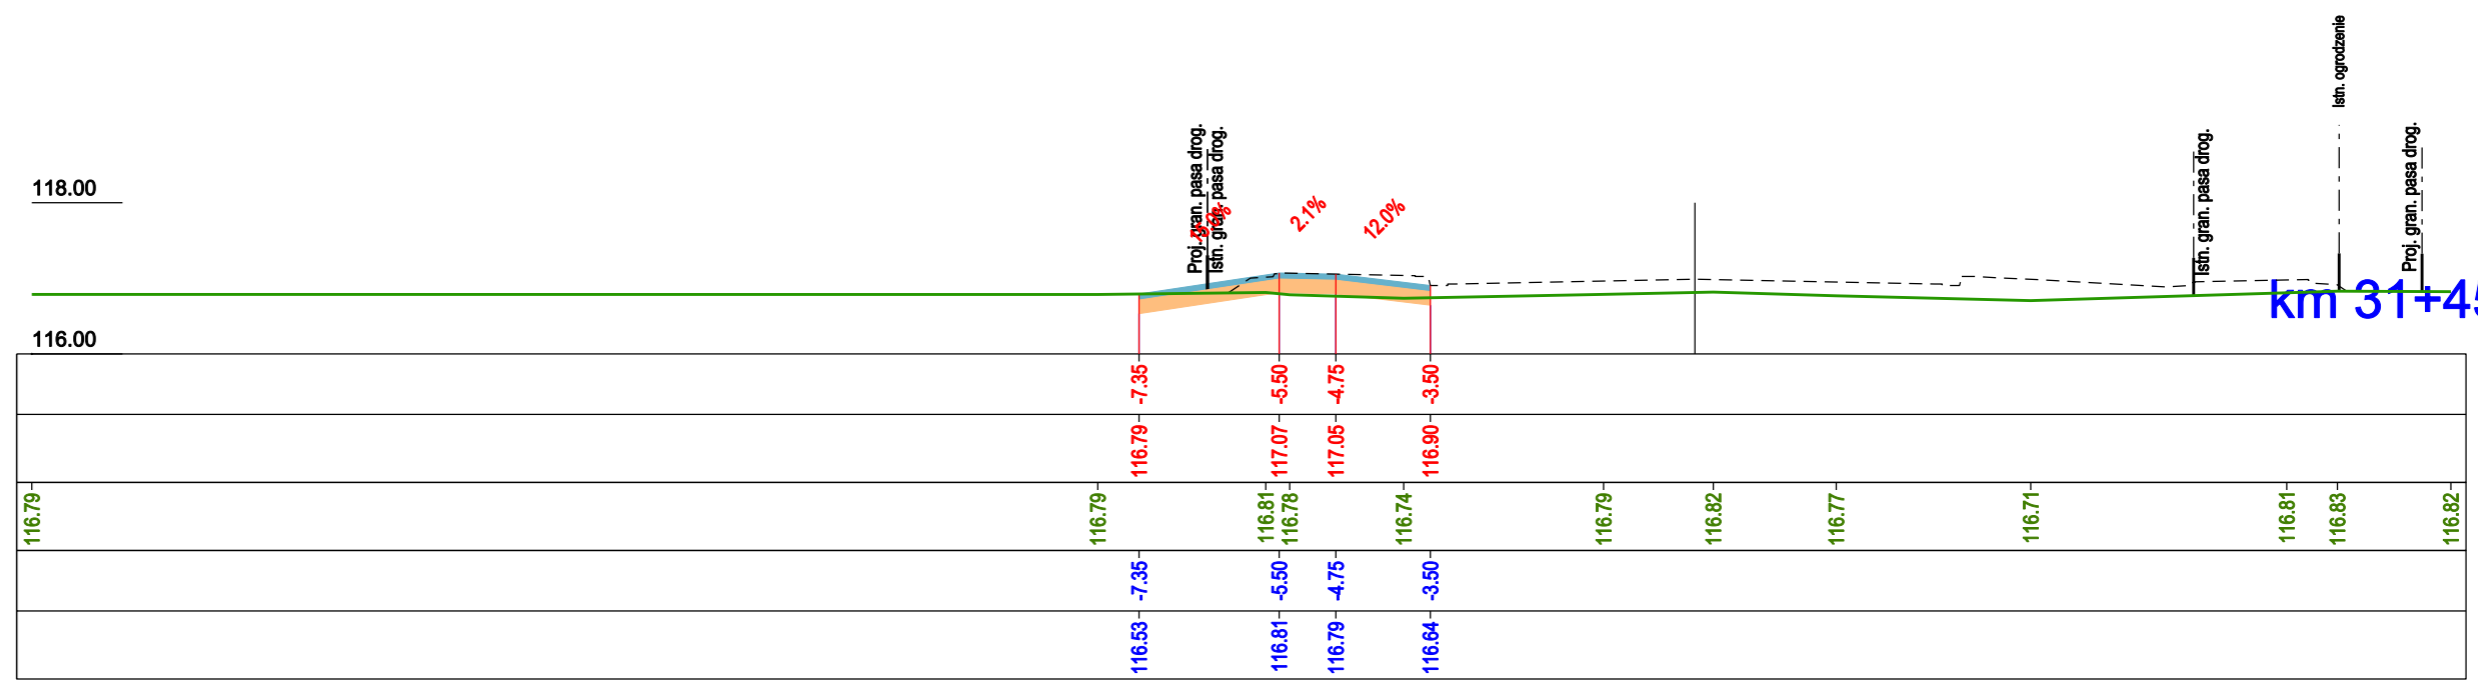 Istn. ogrodzenie
Proj. gran. pasa drog.
Istn. gran. pasa drog.
Istn. gran. pasa drog.
Proj. gran. pasa drog.
118.00
2.1%
12.0%
km 31+45
116.00
-7.35 -5.50 -4.75 -3.50
116.79 117.07 117.05 116.90
116.79 116.79 116.81 116.78 116.74 116.79 116.82 116.77 116.71 116.81 116.83 116.82
-7.35 -5.50 -4.75 -3.50
116.53 116.81 116.79 116.64